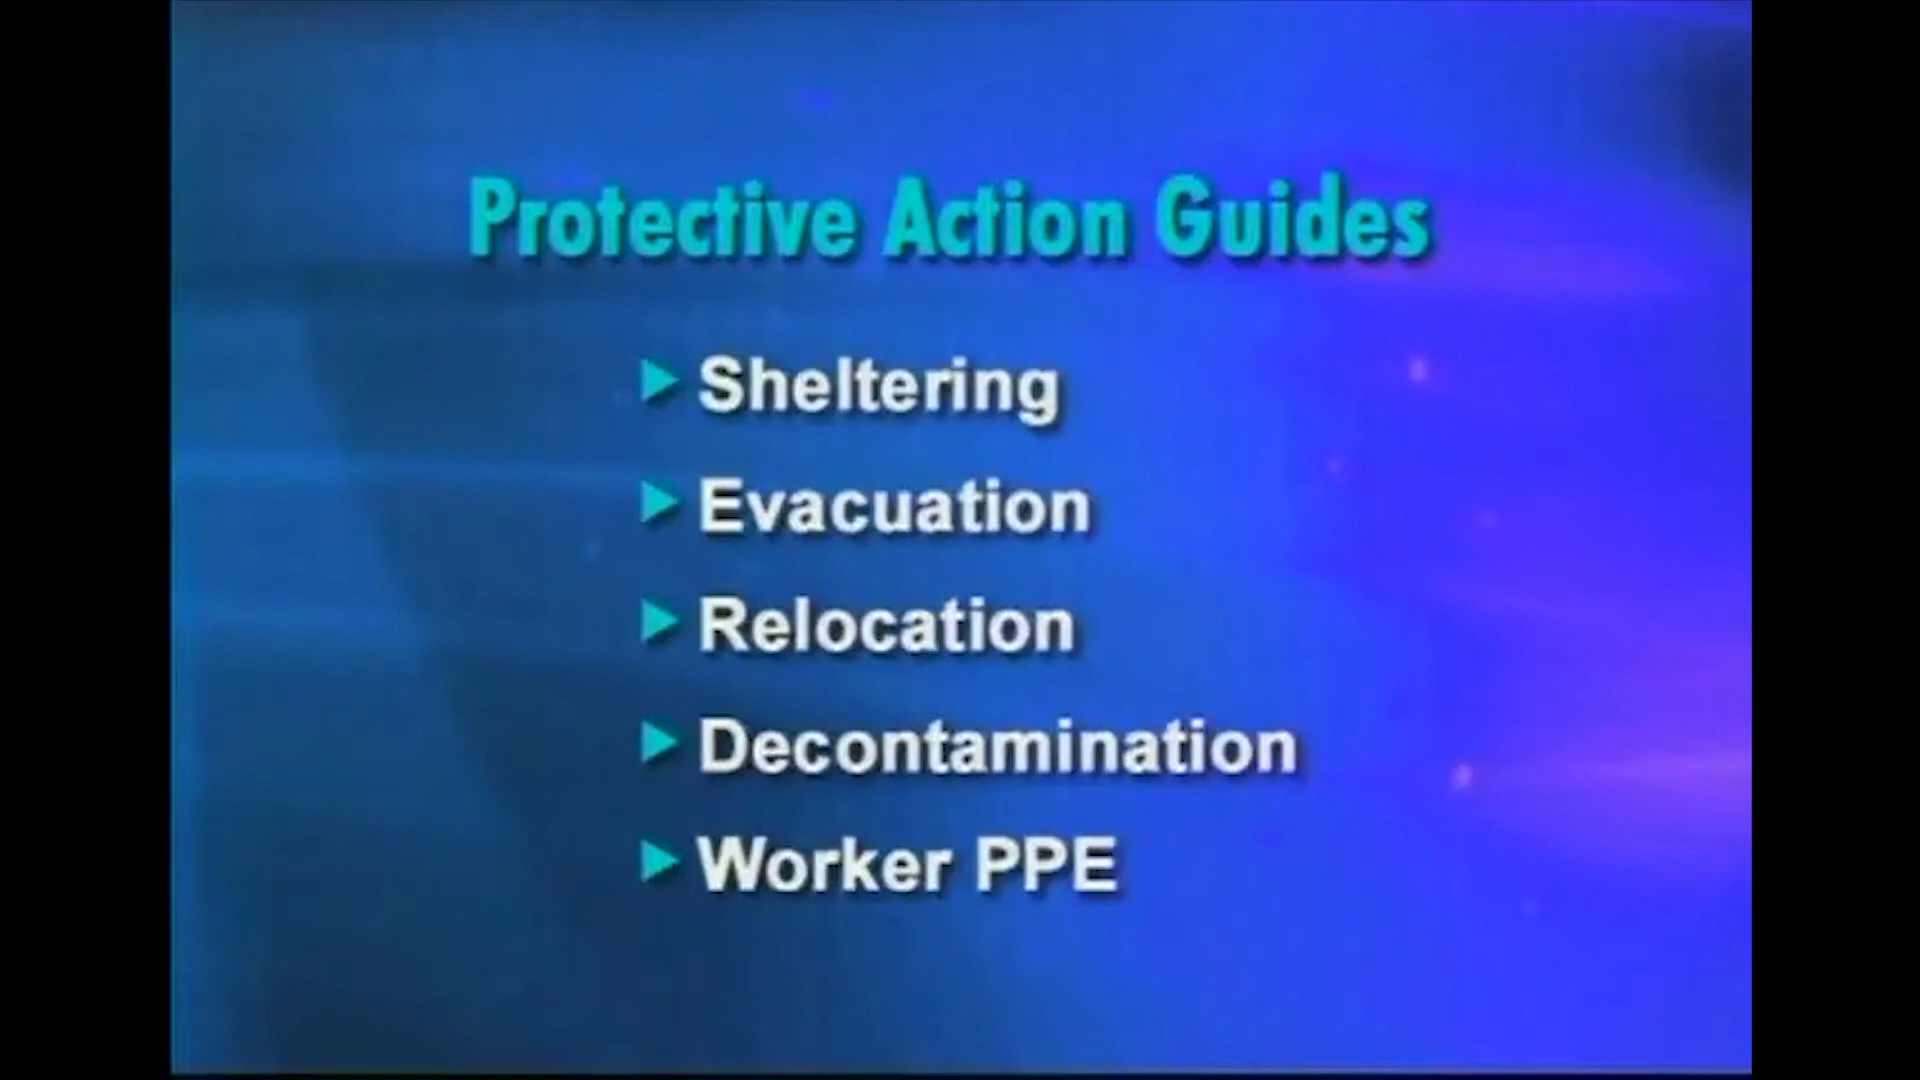 Protective Action Guides
Sheltering
Evacuation
Relocation
Decontamination
Worker PPE